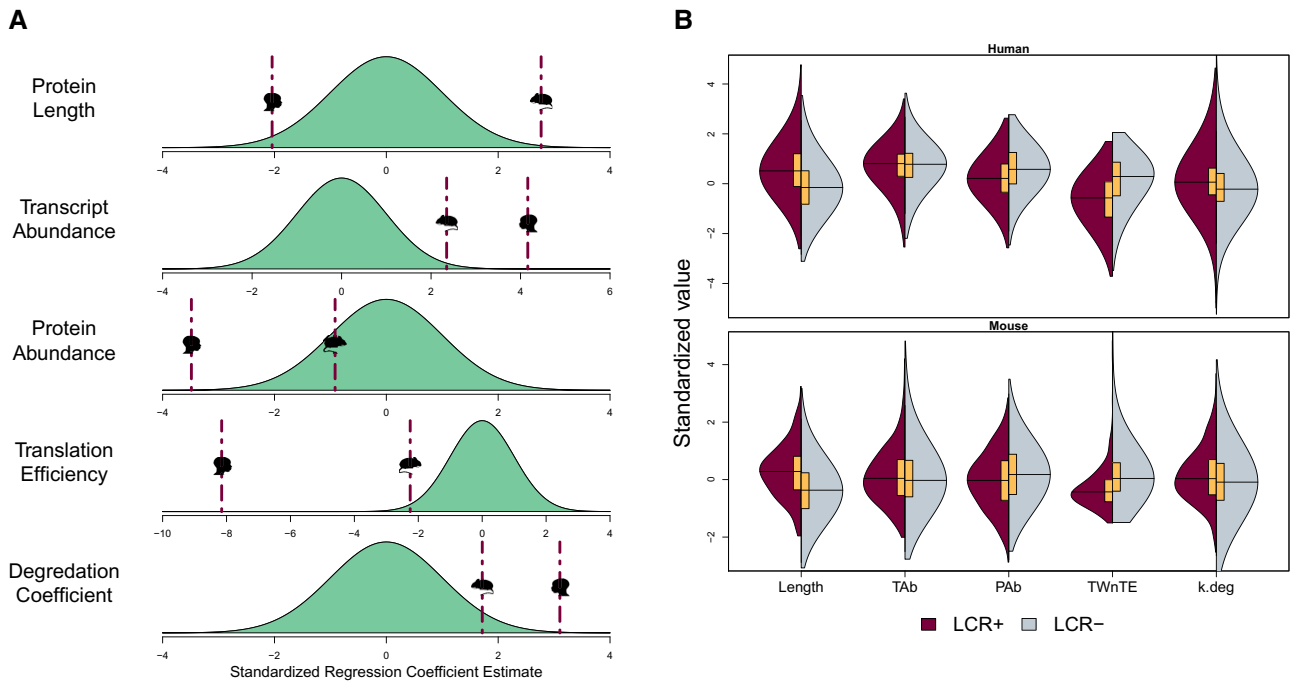 A
Protein
Length
−4 −2 0 2 4
Transcript
Abundance
−4 −2 0 2 4 6
Protein
Abundance
−4 −2 0 2 4
Translation
Efficiency
−10 −8 −6 −4 −2 0 2 4
Degredation
Coefficient
−4 −2 0 2 4
Standardized Regression Coefficient Estimate
B
Human
Standardized value
4
2
0
−2
−4
Mouse
4
2
0
−2
Length TAb PAb TWnTE k.deg
LCR+ LCR−